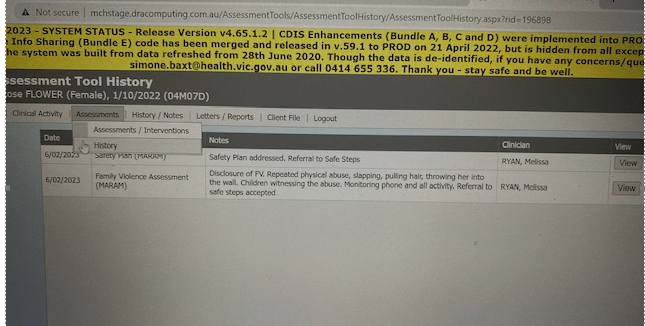 Not secure | mchstage.dracomputing.com.au/AssessmentTools/AssessmentToolHistory/AssessmentToolHistory.aspx?rid=196898
2023 - SYSTEM STATUS - Release Version v4.65.1.2 | CDIS Enhancements (Bundle A, B, C and D) were implemented into PRO
Info Sharing (Bundle E) code has been merged and released in v.59.1 to PROD on 21 April 2022, but is hidden from all excep
he system was built from data refreshed from 28th June 2020. Though the data is de-identified, if you have any concerns/que
simone.baxt@health.vic.gov.au or call 0414 655 336. Thank you - stay safe and be well.
ssessment Tool History
ose FLOWER (Female), 1/10/2022 (04M07D)
Clinical Activity | Assessments | History / Notes | Letters / Reports | Client File | Logout
Assessments / Interventions
History
Date Notes Clinician View
6/02/2023 Safety Plan (MARAM) Safety Plan addressed. Referral to Safe Steps RYAN, Melissa View
6/02/2023 Family Violence Assessment (MARAM) Disclosure of FV. Repeated physical abuse, slapping, pulling hair, throwing her into RYAN, Melissa View
the wall. Children witnessing the abuse. Monitoring phone and all activity. Referral to
safe steps accepted